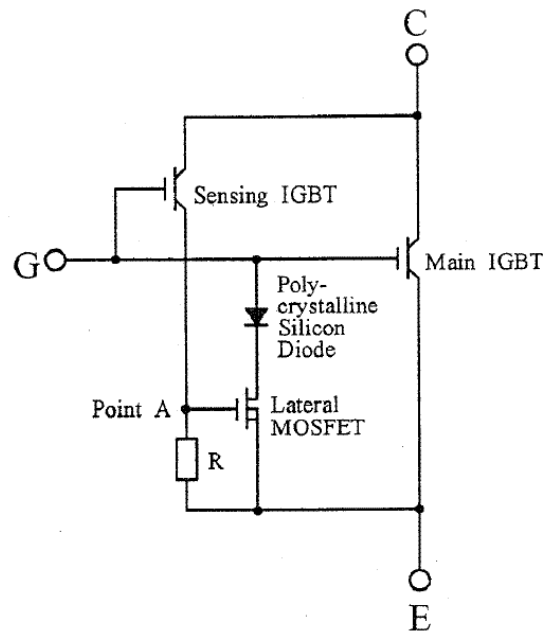 C
Sensing IGBT
G
Main IGBT
Poly-
crystalline
Silicon
Diode
Point A
Lateral
MOSFET
R
E